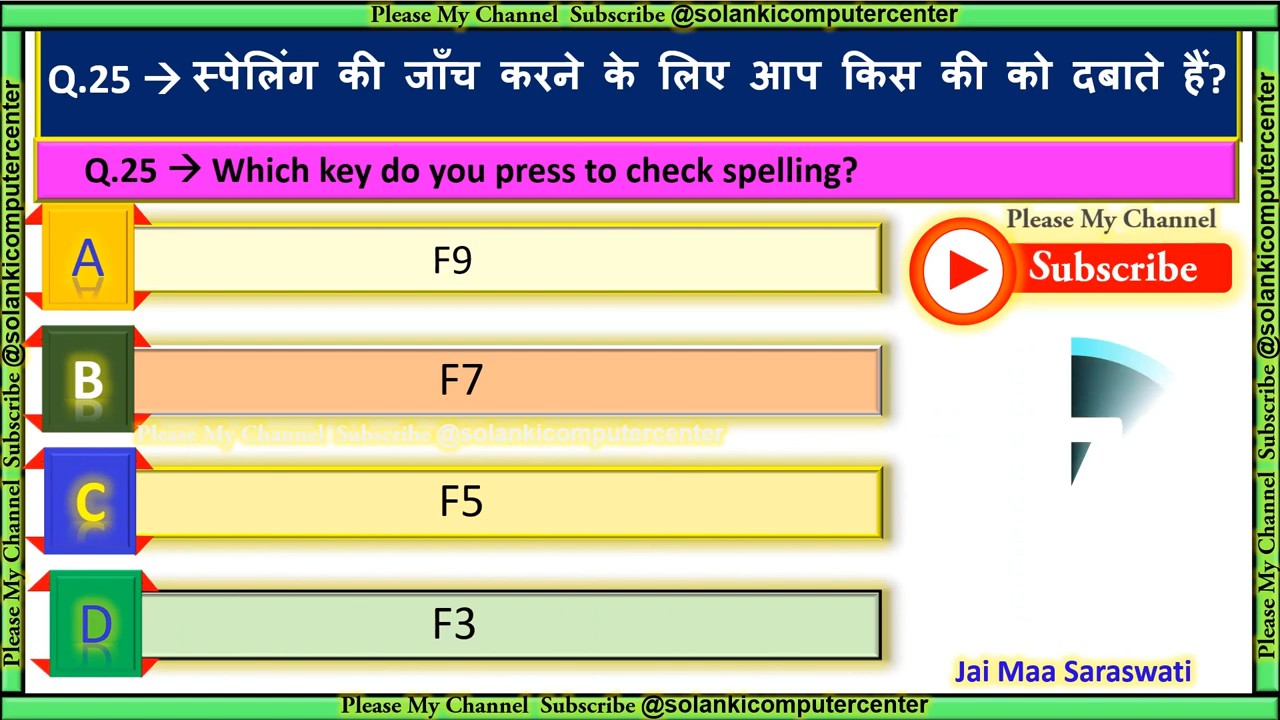 Please My Channel Subscribe @solankicomputercenter
Q.25 → स्पेलिंग की जाँच करने के लिए आप किस की को दबाते हैं?
Q.25 → Which key do you press to check spelling?
A
F9
Please My Channel
Subscribe
B
F7
Please My Channel Subscribe @solankicomputercenter
C
F5
D
F3
Jai Maa Saraswati
Please My Channel Subscribe @solankicomputercenter
Please My Channel Subscribe @solankicomputercenter
Please My Channel Subscribe @solankicomputercenter